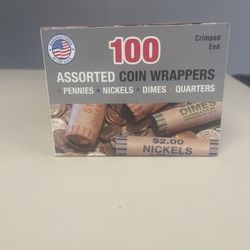 100
Crimped
End
ASSORTED COIN WRAPPERS
• PENNIES • NICKELS • DIMES • QUARTERS
DIMES
$2.00
NICKELS